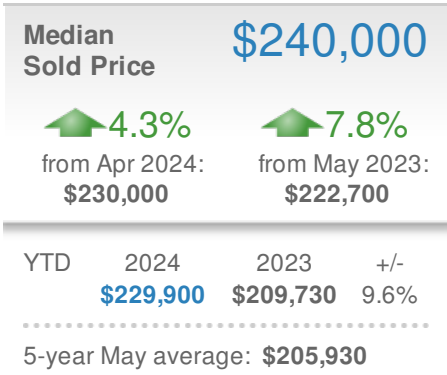 Median
Sold Price
$240,000
4.3%
from Apr 2024:
$230,000
7.8%
from May 2023:
$222,700
YTD 2024 2023 +/-
$229,900 $209,730 9.6%
5-year May average: $205,930